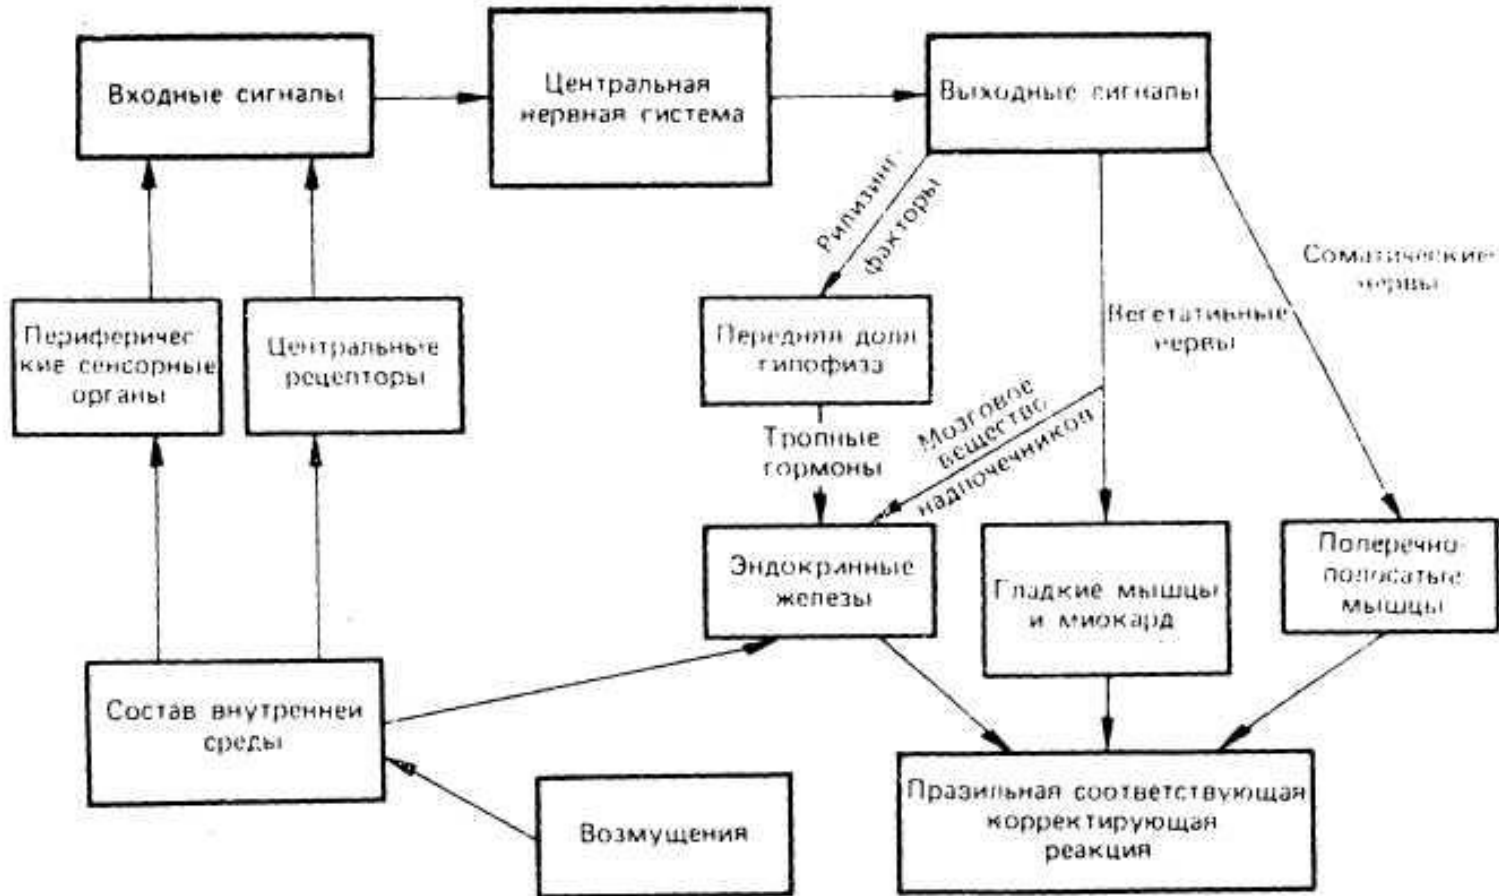 Входные сигналы
Центральная
нервная система
Выходные сигналы
Рилизинг-
факторы
Соматические
нервы
Вегетативные
нервы
Периферичес-
кие сенсорные
органы
Центральные
рецепторы
Передняя доля
гипофиза
Тропные
гормоны
Мозговое
вещество
надпочечников
Эндокринные
железы
Гладкие мышцы
и миокард
Поперечно-
полосатые
мышцы
Состав внутренней
среды
Возмущения
Празильная соответствующая
корректирующая
реакция